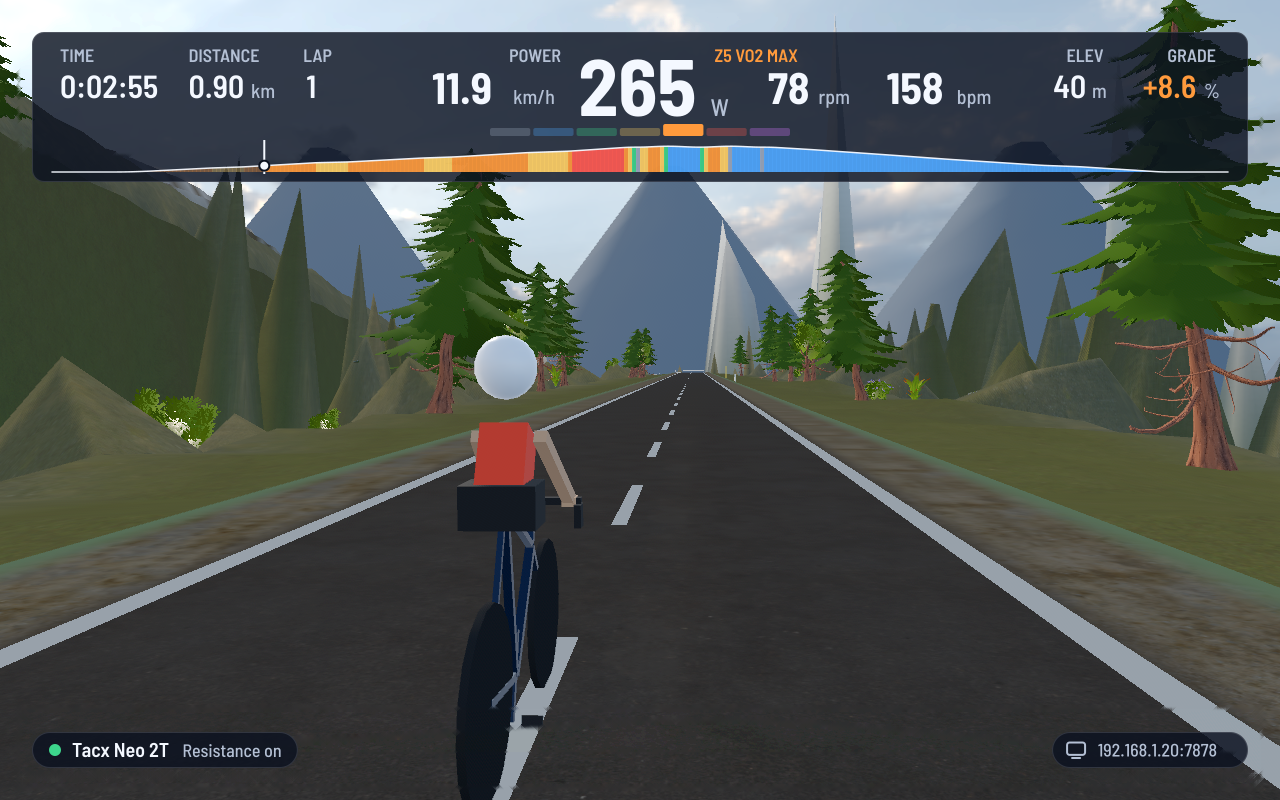 TIME DISTANCE LAP POWER Z5 VO2 MAX ELEV GRADE
0:02:55 0.90 km 1 11.9 km/h 265 W 78 rpm 158 bpm 40 m +8.6 %
Tacx Neo 2T Resistance on 192.168.1.20:7878